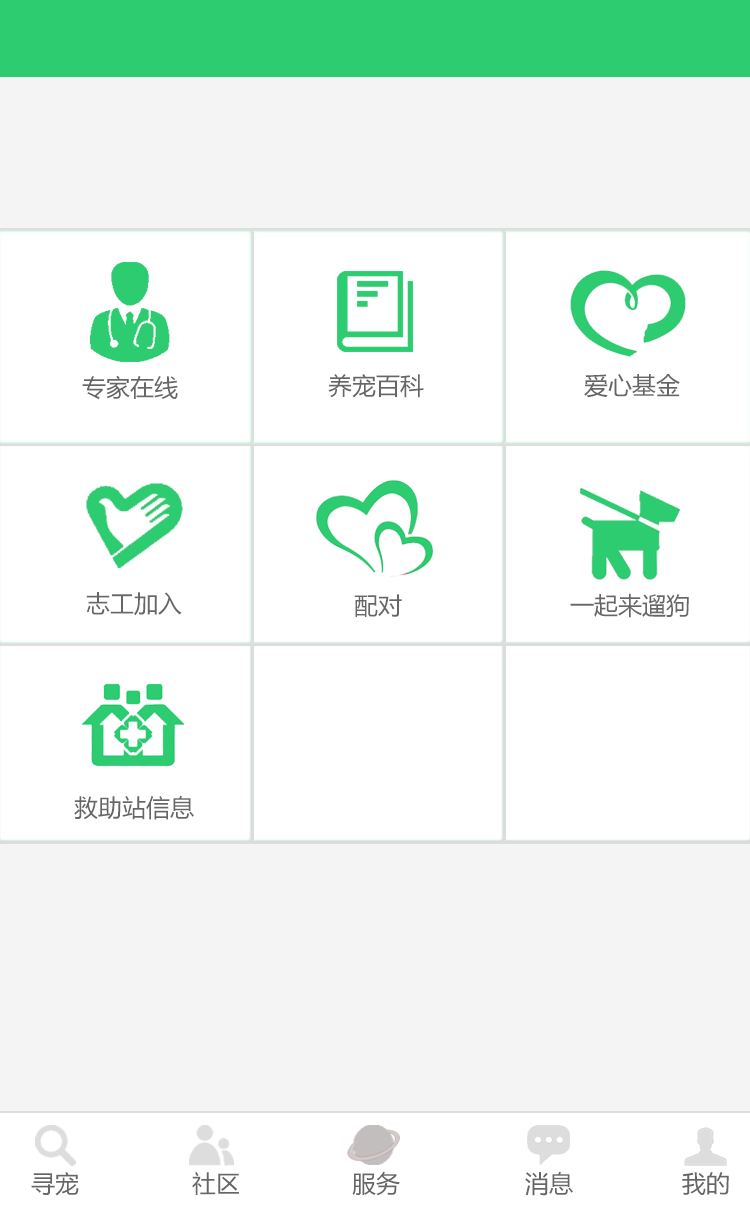 专家在线
养宠百科
爱心基金
志工加入
配对
一起来遛狗
救助站信息
寻宠
社区
服务
消息
我的